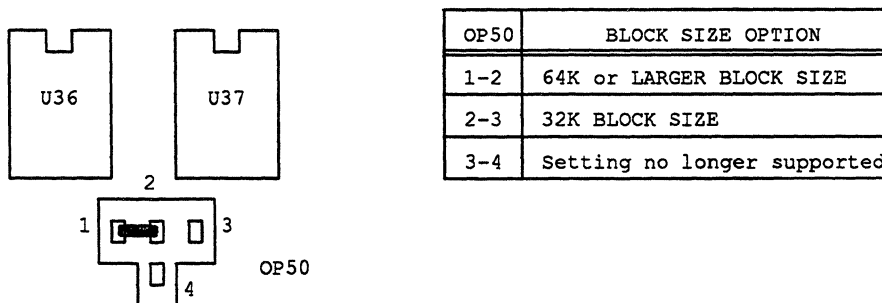 U36
U37
2
1
3
OP50
4
OP50 BLOCK SIZE OPTION
1-2 64K or LARGER BLOCK SIZE
2-3 32K BLOCK SIZE
3-4 Setting no longer supported